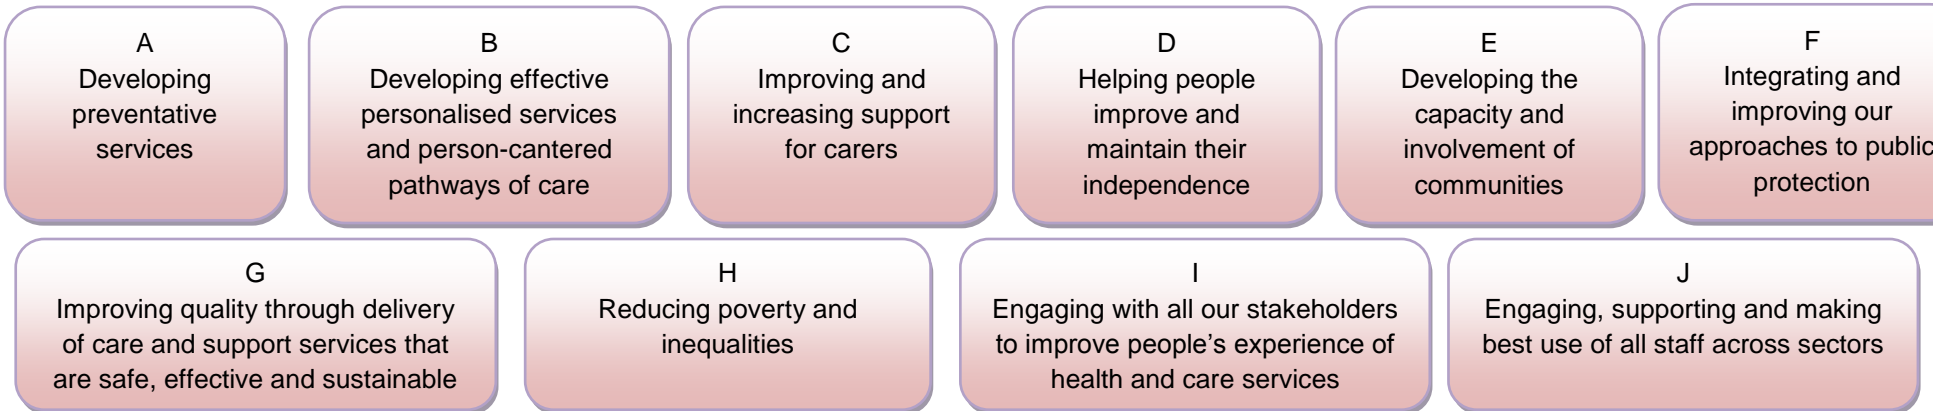 A
Developing
preventative
services
B
Developing effective
personalised services
and person-cantered
pathways of care
C
Improving and
increasing support
for carers
D
Helping people
improve and
maintain their
independence
E
Developing the
capacity and
involvement of
communities
F
Integrating and
improving our
approaches to public
protection
G
Improving quality through delivery
of care and support services that
are safe, effective and sustainable
H
Reducing poverty and
inequalities
I
Engaging with all our stakeholders
to improve people’s experience of
health and care services
J
Engaging, supporting and making
best use of all staff across sectors